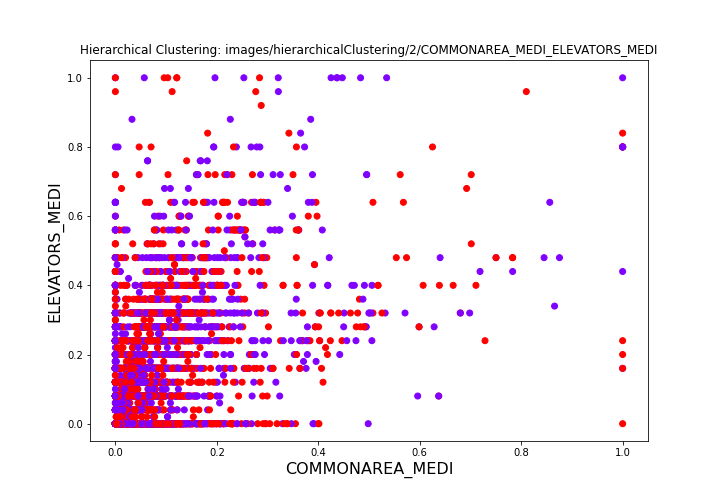 Hierarchical Clustering: images/hierarchicalClustering/2/COMMONAREA_MEDI_ELEVATORS_MEDI
1.0
0.8
0.6
0.4
0.2
0.0
ELEVATORS_MEDI
0.0 0.2 0.4 0.6 0.8 1.0
COMMONAREA_MEDI